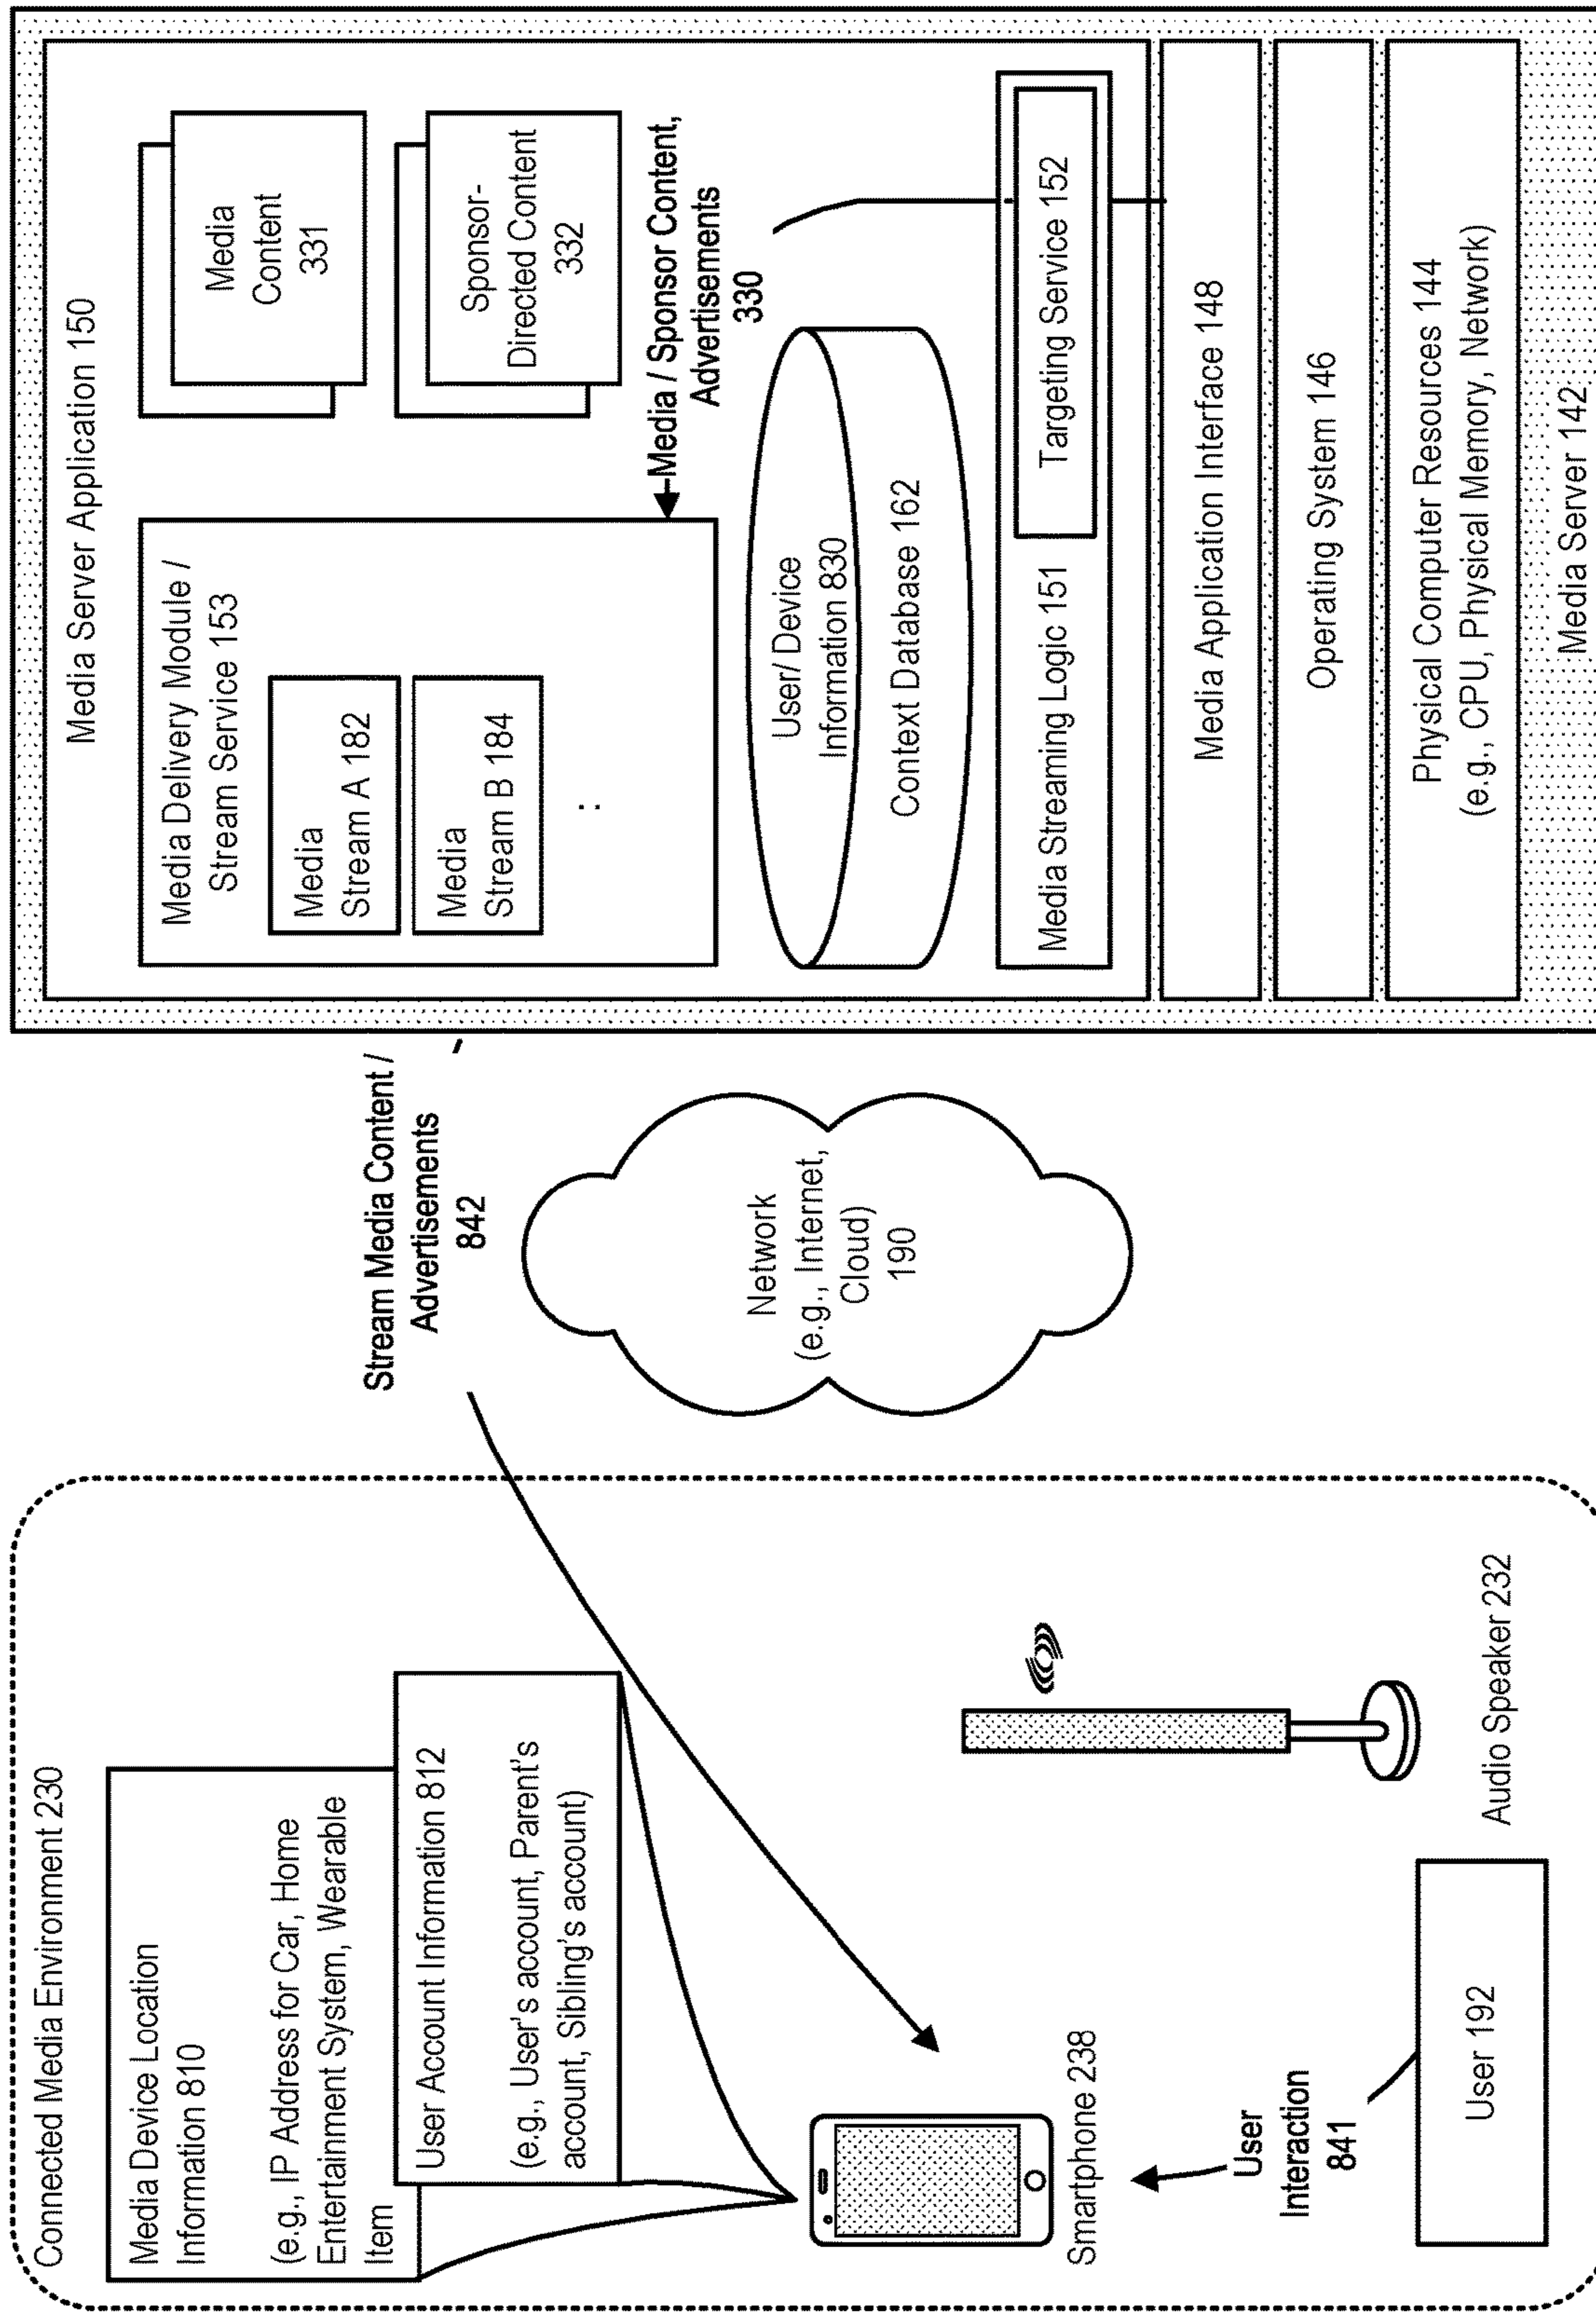 Connected Media Environment 230
Media Device Location
Information 810
(e.g., IP Address for Car, Home
Entertainment System, Wearable
Item
User Account Information 812
(e.g., User's account, Parent's
account, Sibling's account)
Smartphone 238
User
Interaction
841
User 192
Audio Speaker 232
Stream Media Content /
Advertisements
842
Network
(e.g., Internet,
Cloud)
190
Media Server Application 150
Media Delivery Module /
Stream Service 153
Media
Stream A 182
Media
Stream B 184
:
Media
Content
331
Sponsor-
Directed Content
332
Media / Sponsor Content,
Advertisements
330
User/ Device
Information 830
Context Database 162
Media Streaming Logic 151
Targeting Service 152
Media Application Interface 148
Operating System 146
Physical Computer Resources 144
(e.g., CPU, Physical Memory, Network)
Media Server 142